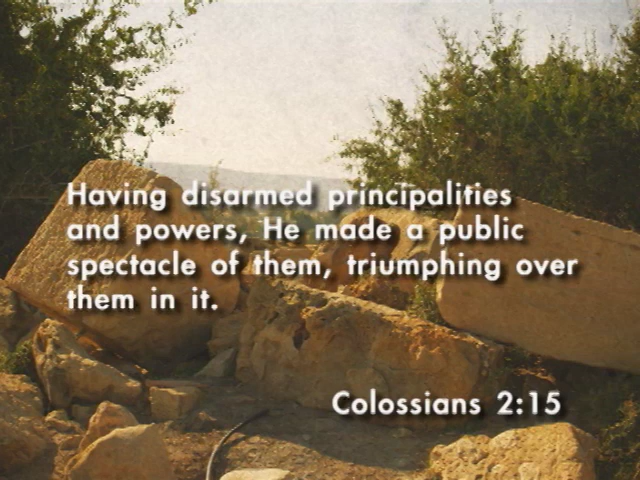 Having disarmed principalities
and powers, He made a public
spectacle of them, triumphing over
them in it.
Colossians 2:15